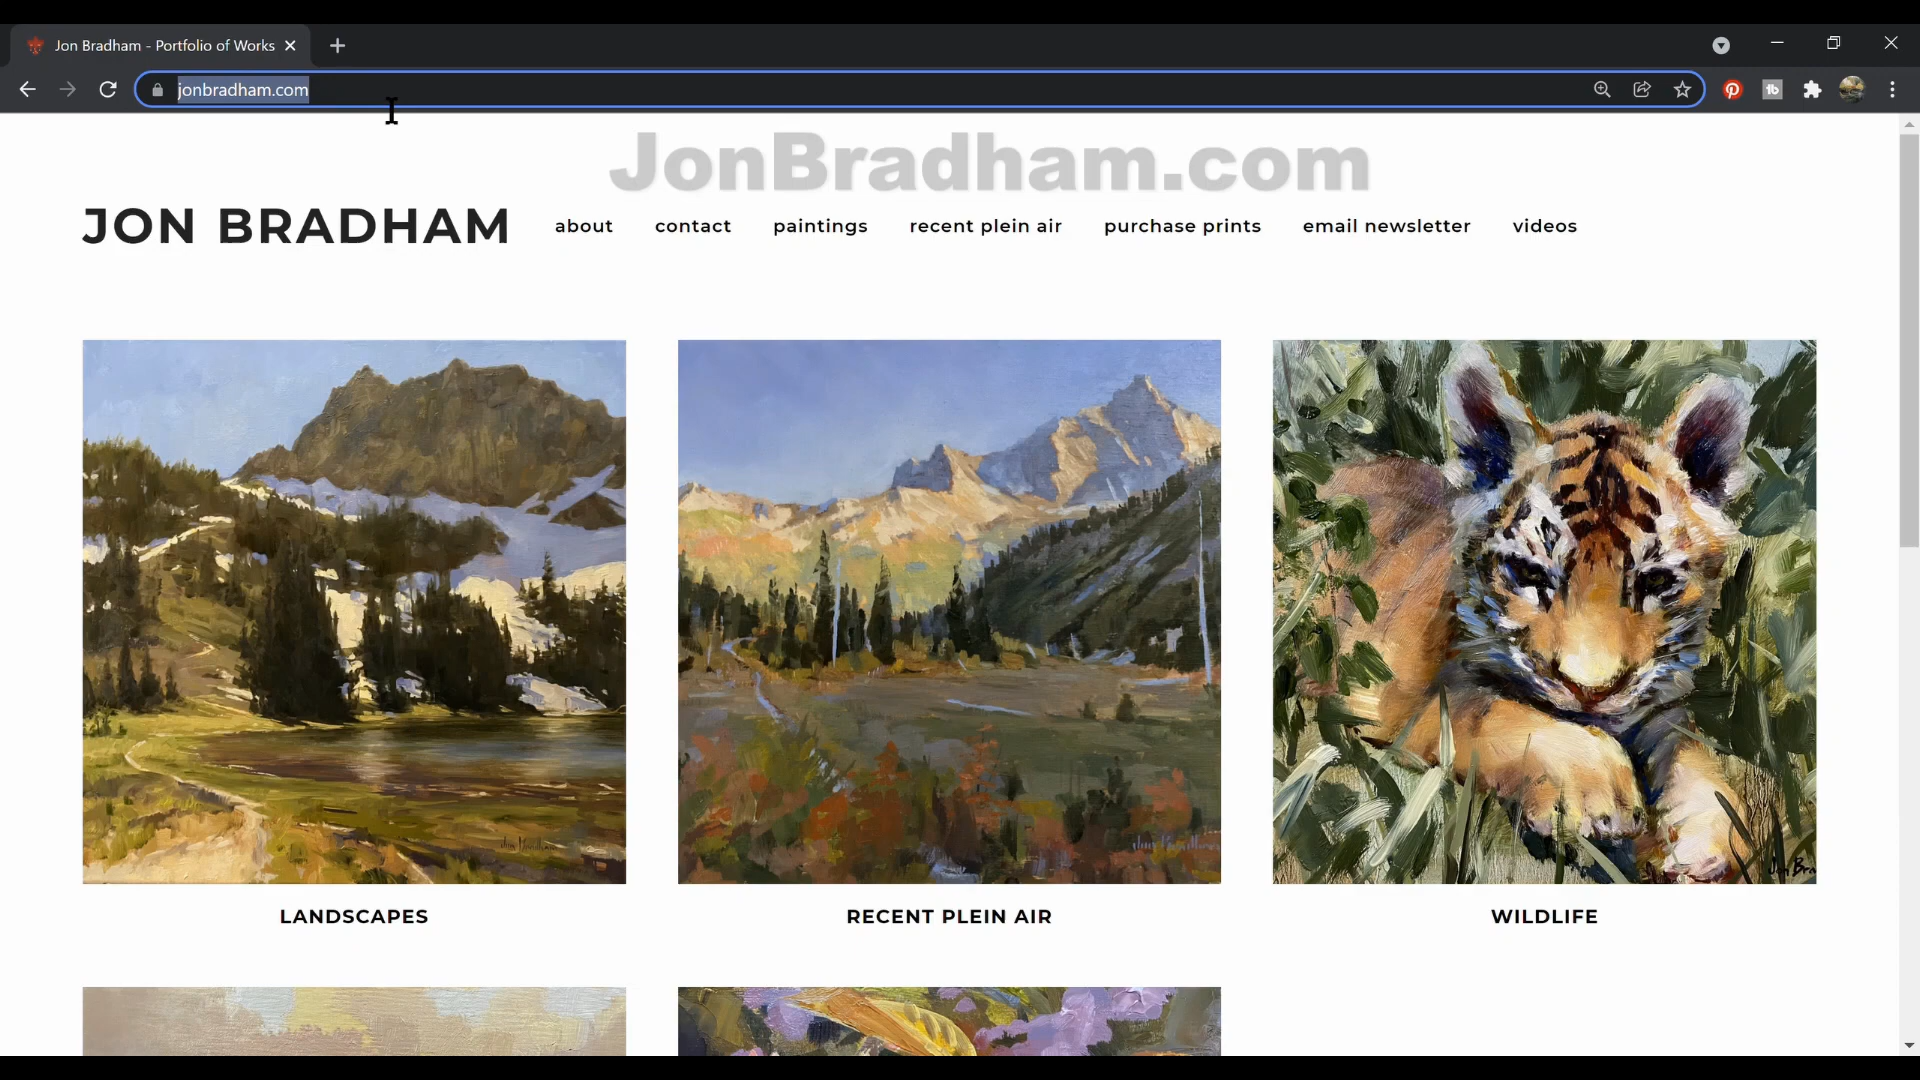 Jon Bradham - Portfolio of Works
jonbradham.com
JonBradham.com
JON BRADHAM
about
contact
paintings
recent plein air
purchase prints
email newsletter
videos
LANDSCAPES
RECENT PLEIN AIR
WILDLIFE